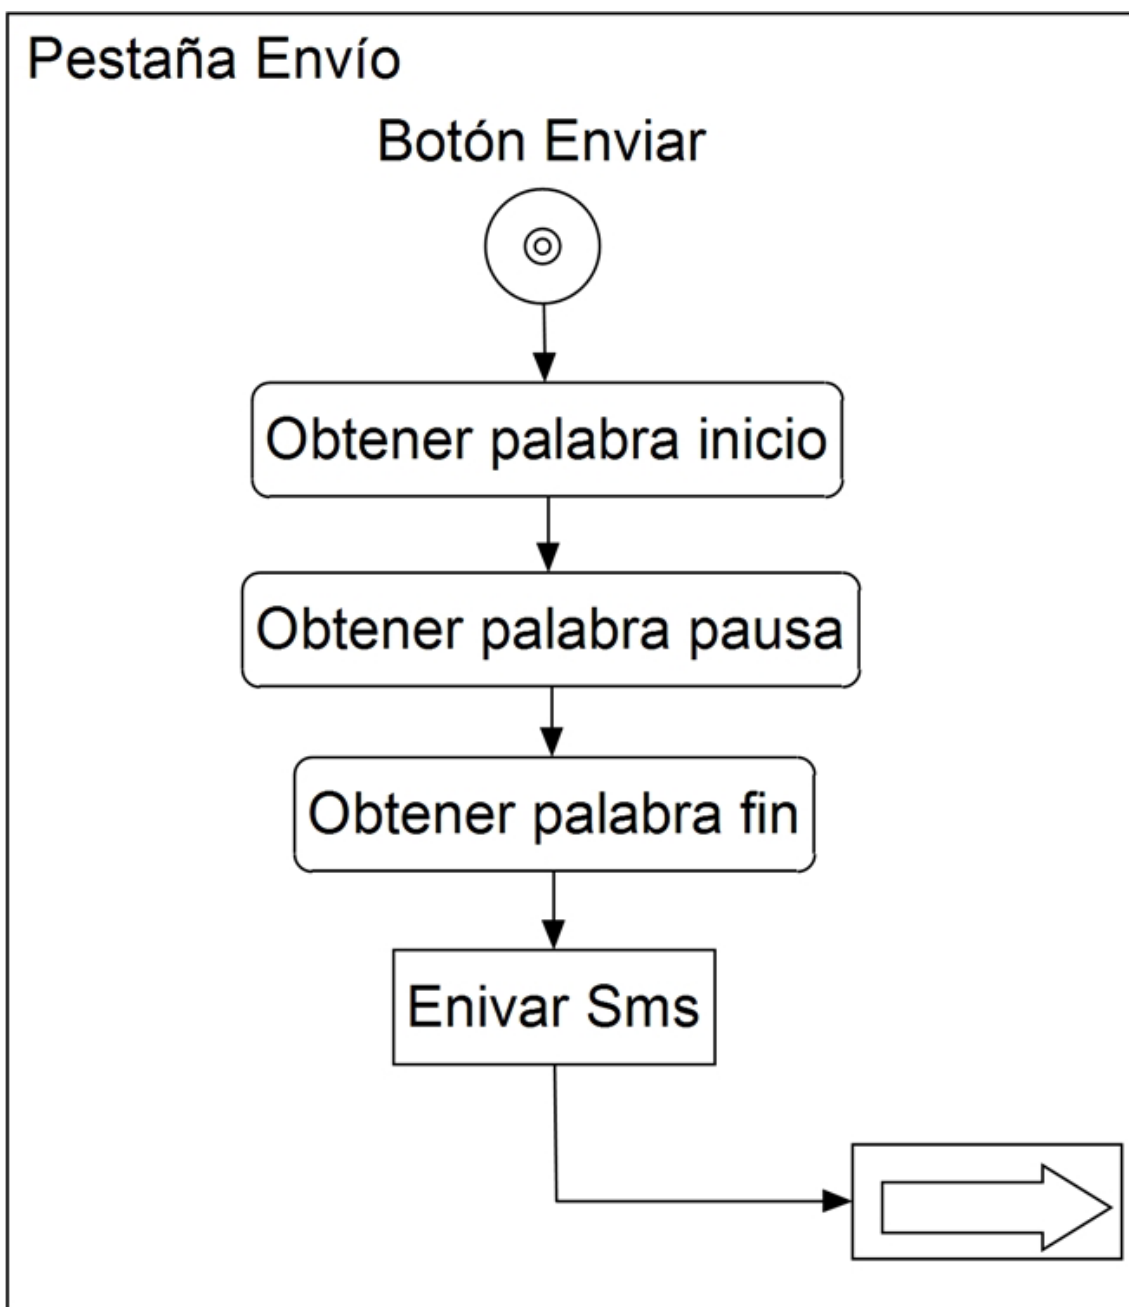 Pestaña Envío
Botón Enviar
Obtener palabra inicio
Obtener palabra pausa
Obtener palabra fin
Enivar Sms